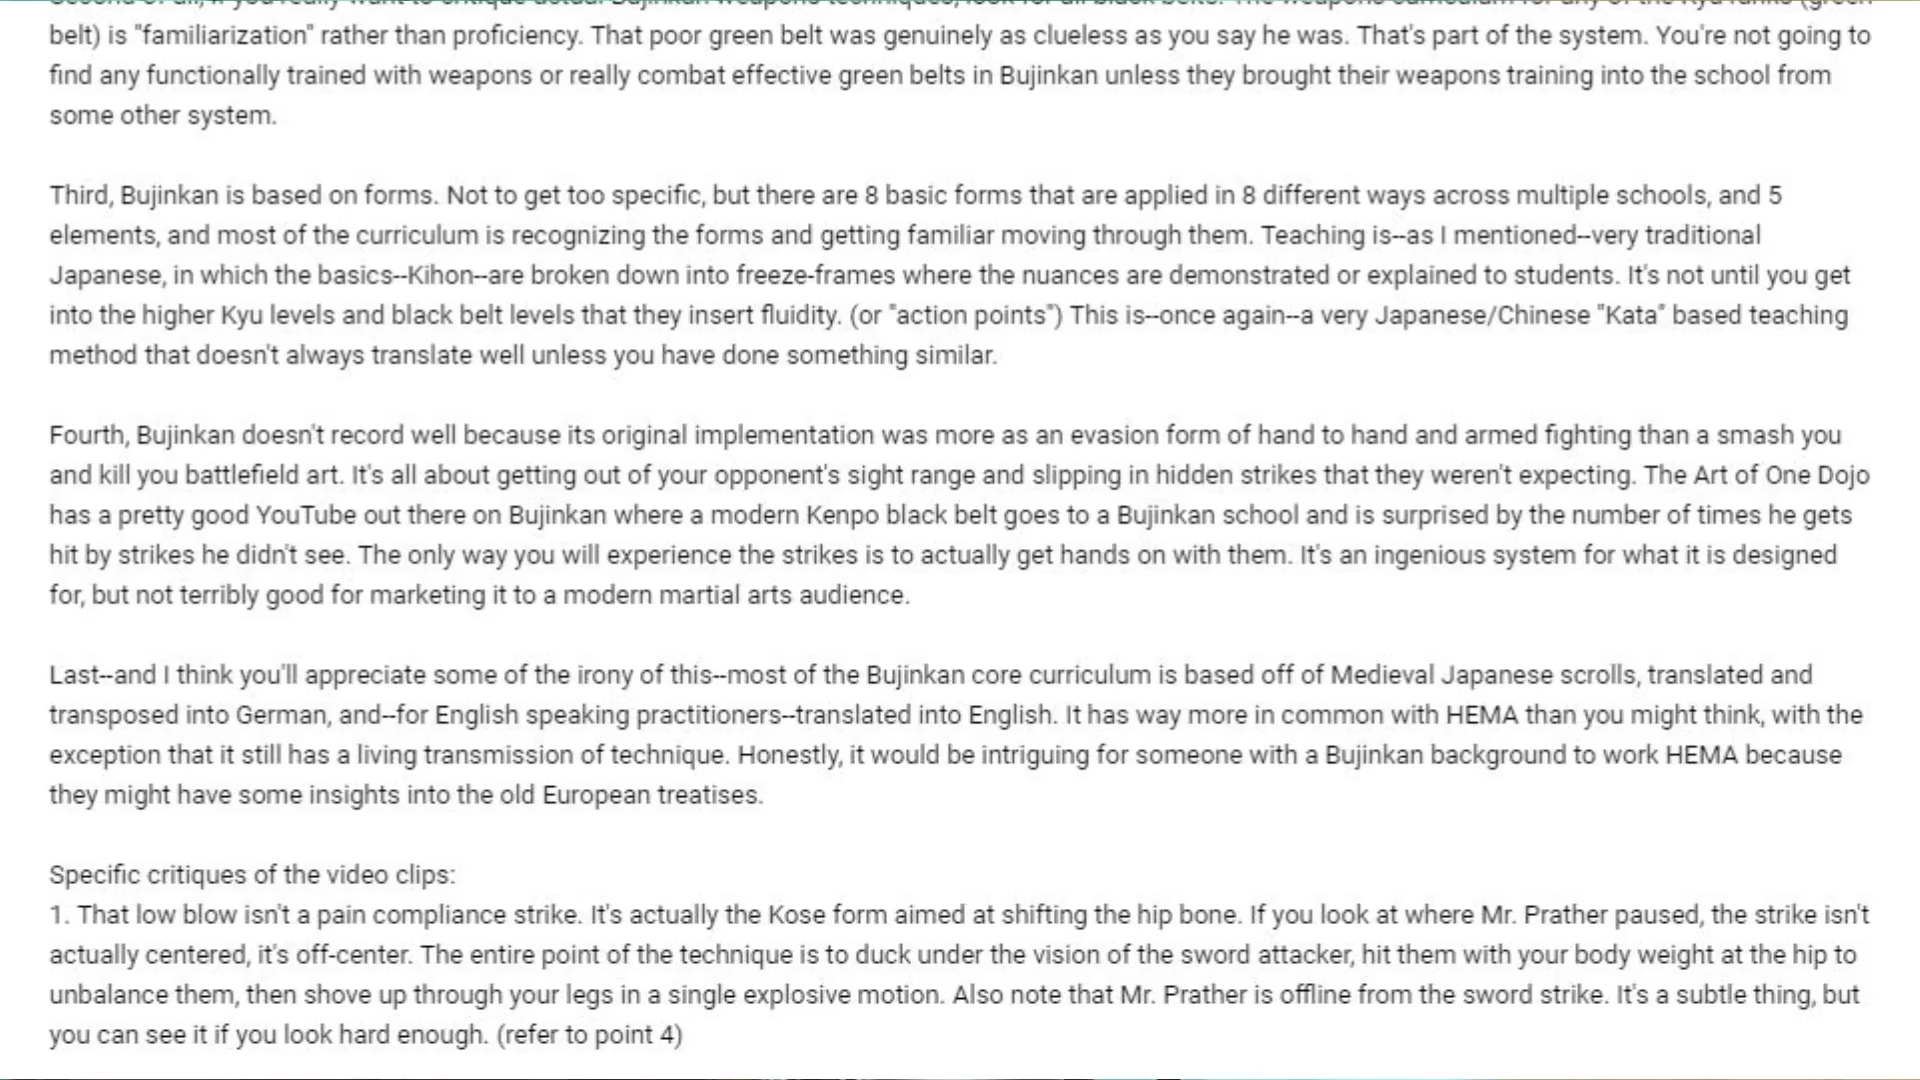 belt) is "familiarization" rather than proficiency. That poor green belt was genuinely as clueless as you say he was. That's part of the system. You're not going to
find any functionally trained with weapons or really combat effective green belts in Bujinkan unless they brought their weapons training into the school from
some other system.
Third, Bujinkan is based on forms. Not to get too specific, but there are 8 basic forms that are applied in 8 different ways across multiple schools, and 5
elements, and most of the curriculum is recognizing the forms and getting familiar moving through them. Teaching is--as I mentioned--very traditional
Japanese, in which the basics--Kihon--are broken down into freeze-frames where the nuances are demonstrated or explained to students. It's not until you get
into the higher Kyu levels and black belt levels that they insert fluidity. (or "action points") This is--once again--a very Japanese/Chinese "Kata" based teaching
method that doesn't always translate well unless you have done something similar.
Fourth, Bujinkan doesn't record well because its original implementation was more as an evasion form of hand to hand and armed fighting than a smash you
and kill you battlefield art. It's all about getting out of your opponent's sight range and slipping in hidden strikes that they weren't expecting. The Art of One Dojo
has a pretty good YouTube out there on Bujinkan where a modern Kenpo black belt goes to a Bujinkan school and is surprised by the number of times he gets
hit by strikes he didn't see. The only way you will experience the strikes is to actually get hands on with them. It's an ingenious system for what it is designed
for, but not terribly good for marketing it to a modern martial arts audience.
Last--and I think you'll appreciate some of the irony of this--most of the Bujinkan core curriculum is based off of Medieval Japanese scrolls, translated and
transposed into German, and--for English speaking practitioners--translated into English. It has way more in common with HEMA than you might think, with the
exception that it still has a living transmission of technique. Honestly, it would be intriguing for someone with a Bujinkan background to work HEMA because
they might have some insights into the old European treatises.
Specific critiques of the video clips:
1. That low blow isn't a pain compliance strike. It's actually the Kose form aimed at shifting the hip bone. If you look at where Mr. Prather paused, the strike isn't
actually centered, it's off-center. The entire point of the technique is to duck under the vision of the sword attacker, hit them with your body weight at the hip to
unbalance them, then shove up through your legs in a single explosive motion. Also note that Mr. Prather is offline from the sword strike. It's a subtle thing, but
you can see it if you look hard enough. (refer to point 4)